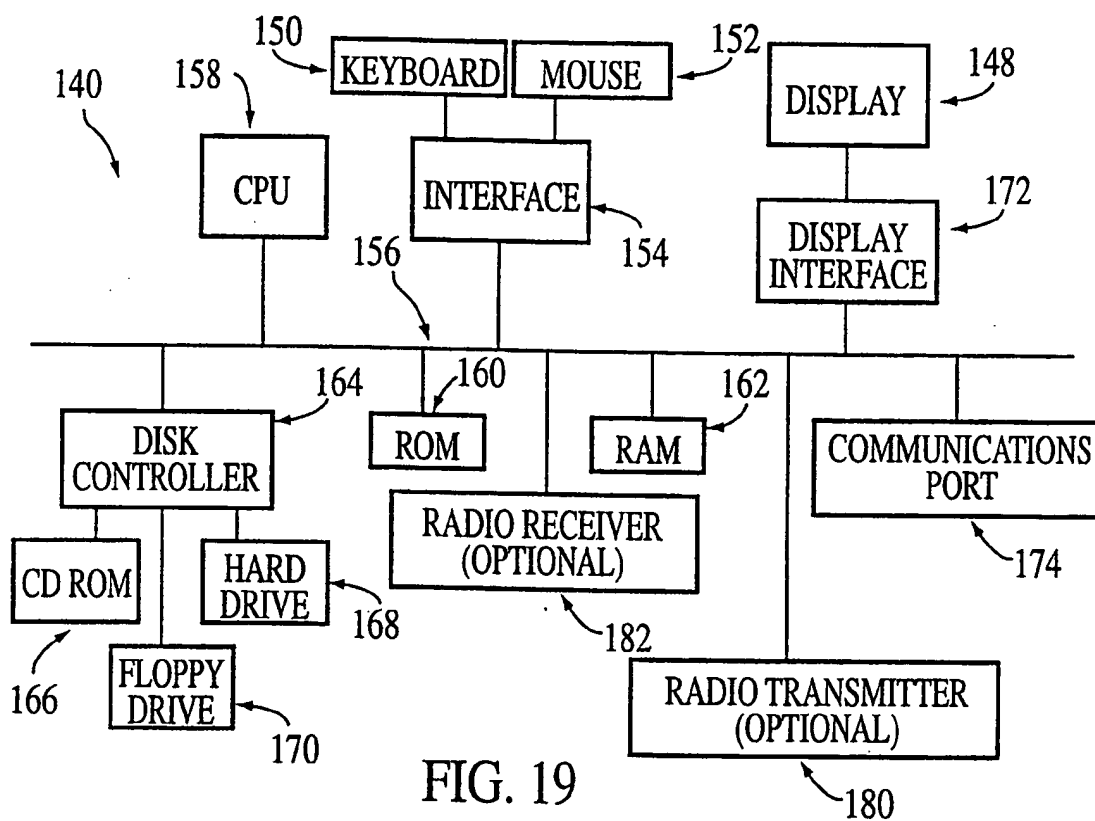 150
KEYBOARD
MOUSE
152
158
140
DISPLAY
148
CPU
INTERFACE
154
172
DISPLAY
INTERFACE
156
164
DISK
CONTROLLER
160
ROM
162
RAM
COMMUNICATIONS
PORT
174
RADIO RECEIVER
(OPTIONAL)
182
CD ROM
166
HARD
DRIVE
168
FLOPPY
DRIVE
170
RADIO TRANSMITTER
(OPTIONAL)
180
FIG. 19